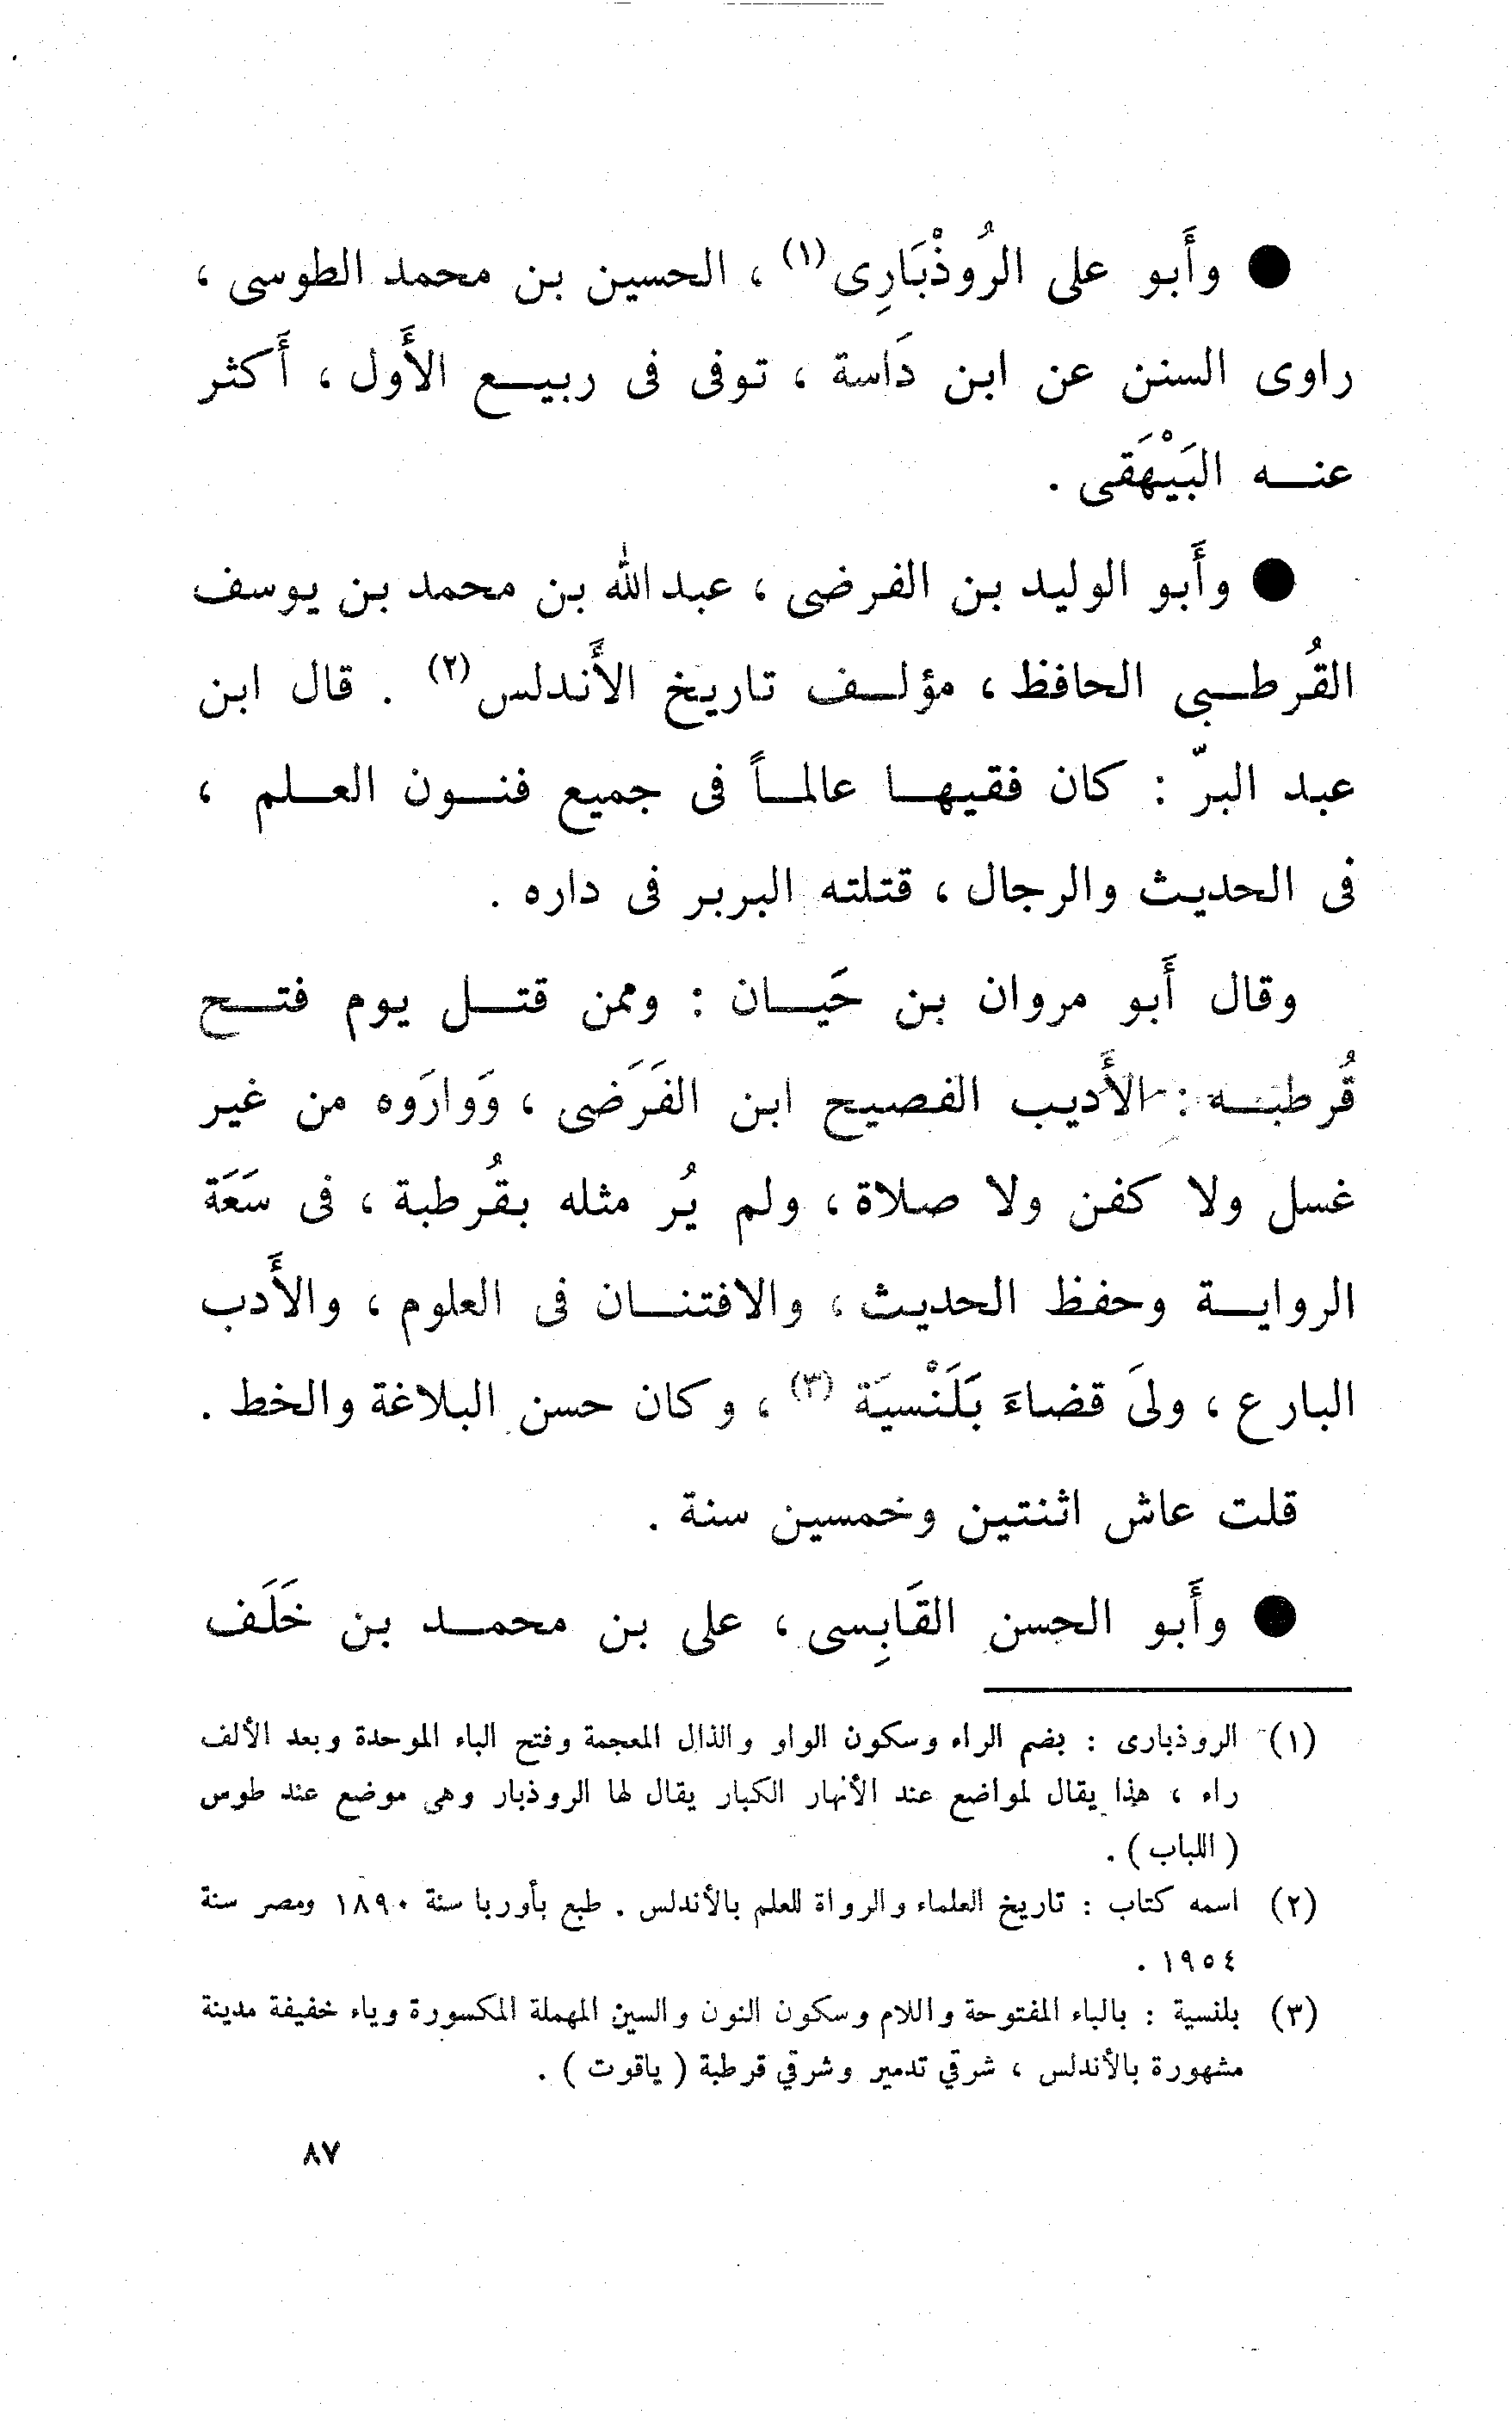 ● وأَبو على الرُوذْبَارِى(١) ، الحسين بن محمد الطوسى ،
راوى السنن عن ابن دَاسة ، توفى فى ربيع الأَول ، أَكثر
عنه البَيْهَقى .
● وأَبو الوليد بن الفرضى ، عبدالله بن محمد بن يوسف
القُرطبى الحافظ ، مؤلف تاريخ الأَندلس(٢) . قال ابن
عبد البرّ : كان فقيها عالماً فى جميع فنون العلم ،
فى الحديث والرجال ، قتلته البربر فى داره .
وقال أَبو مروان بن حَيان : وممن قتل يوم فتح
قُرطبه : الأَديب الفصيح ابن الفَرَضى ، وَوارَوه من غير
غسل ولا كفن ولا صلاة ، ولم يُر مثله بقُرطبة ، فى سَعَة
الرواية وحفظ الحديث ، والافتنان فى العلوم ، والأَدب
البارع ، ولىَ قضاءَ بَلَنْسيَة (٣) ، وكان حسن البلاغة والخط .
قلت عاش اثنتين وخمسين سنة .
● وأَبو الحسن القَابِسى ، على بن محمد بن خَلَف
(١) الروذبارى : بضم الراء وسكون الواو والذال المعجمة وفتح الباء الموحدة وبعد الألف
راء ، هذا يقال لمواضع عند الأنهار الكبار يقال لها الروذبار وهى موضع عند طوس
( اللباب ) .
(٢) اسمه كتاب : تاريخ العلماء والرواة للعلم بالأندلس . طبع بأوربا سنة ١٨٩٠ ومصر سنة
١٩٥٤ .
(٣) بلنسية : بالباء المفتوحة واللام وسكون النون والسين المهملة المكسورة وياء خفيفة مدينة
مشهورة بالأندلس ، شرقي تدمير وشرقي قرطبة ( ياقوت ) .
٨٧